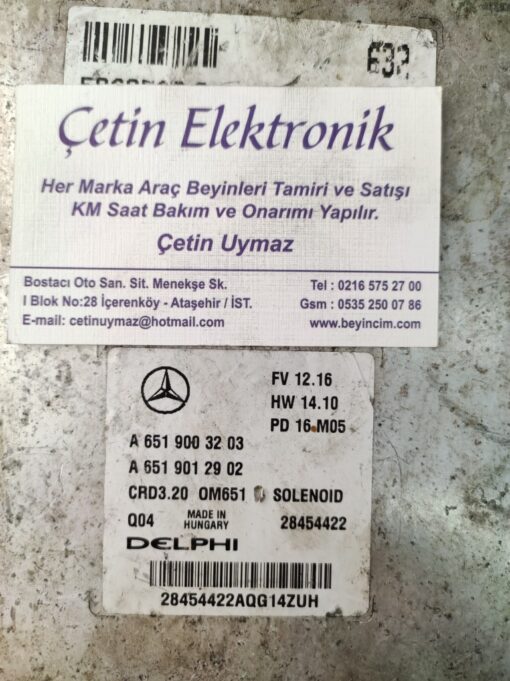 E32
Çetin Elektronik
Her Marka Araç Beyinleri Tamiri ve Satışı
KM Saat Bakım ve Onarımı Yapılır.
Çetin Uymaz
Bostacı Oto San. Sit. Menekşe Sk.
I Blok No:28 İçerenköy - Ataşehir / İST.
E-mail: cetinuymaz@hotmail.com
Tel : 0216 575 27 00
Gsm : 0535 250 07 86
www.beyincim.com
FV 12.16
HW 14.10
PD 16.M05
A 651 900 32 03
A 651 901 29 02
CRD3.20 OM651 SOLENOID
Q04 MADE IN HUNGARY 28454422
DELPHI
28454422AQG14ZUH